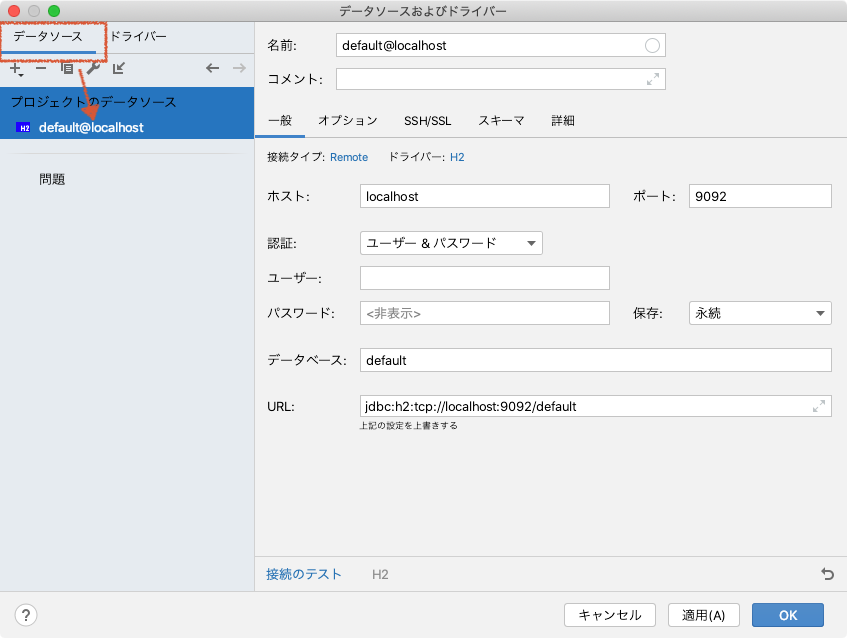 データソースおよびドライバー
データソース ドライバー
プロジェクトのデータソース
H2 default@localhost
問題
名前: default@localhost
コメント:
一般 オプション SSH/SSL スキーマ 詳細
接続タイプ: Remote ドライバー: H2
ホスト: localhost ポート: 9092
認証: ユーザー & パスワード
ユーザー:
パスワード: <非表示> 保存: 永続
データベース: default
URL: jdbc:h2:tcp://localhost:9092/default
上記の設定を上書きする
接続のテスト H2
? キャンセル 適用(A) OK